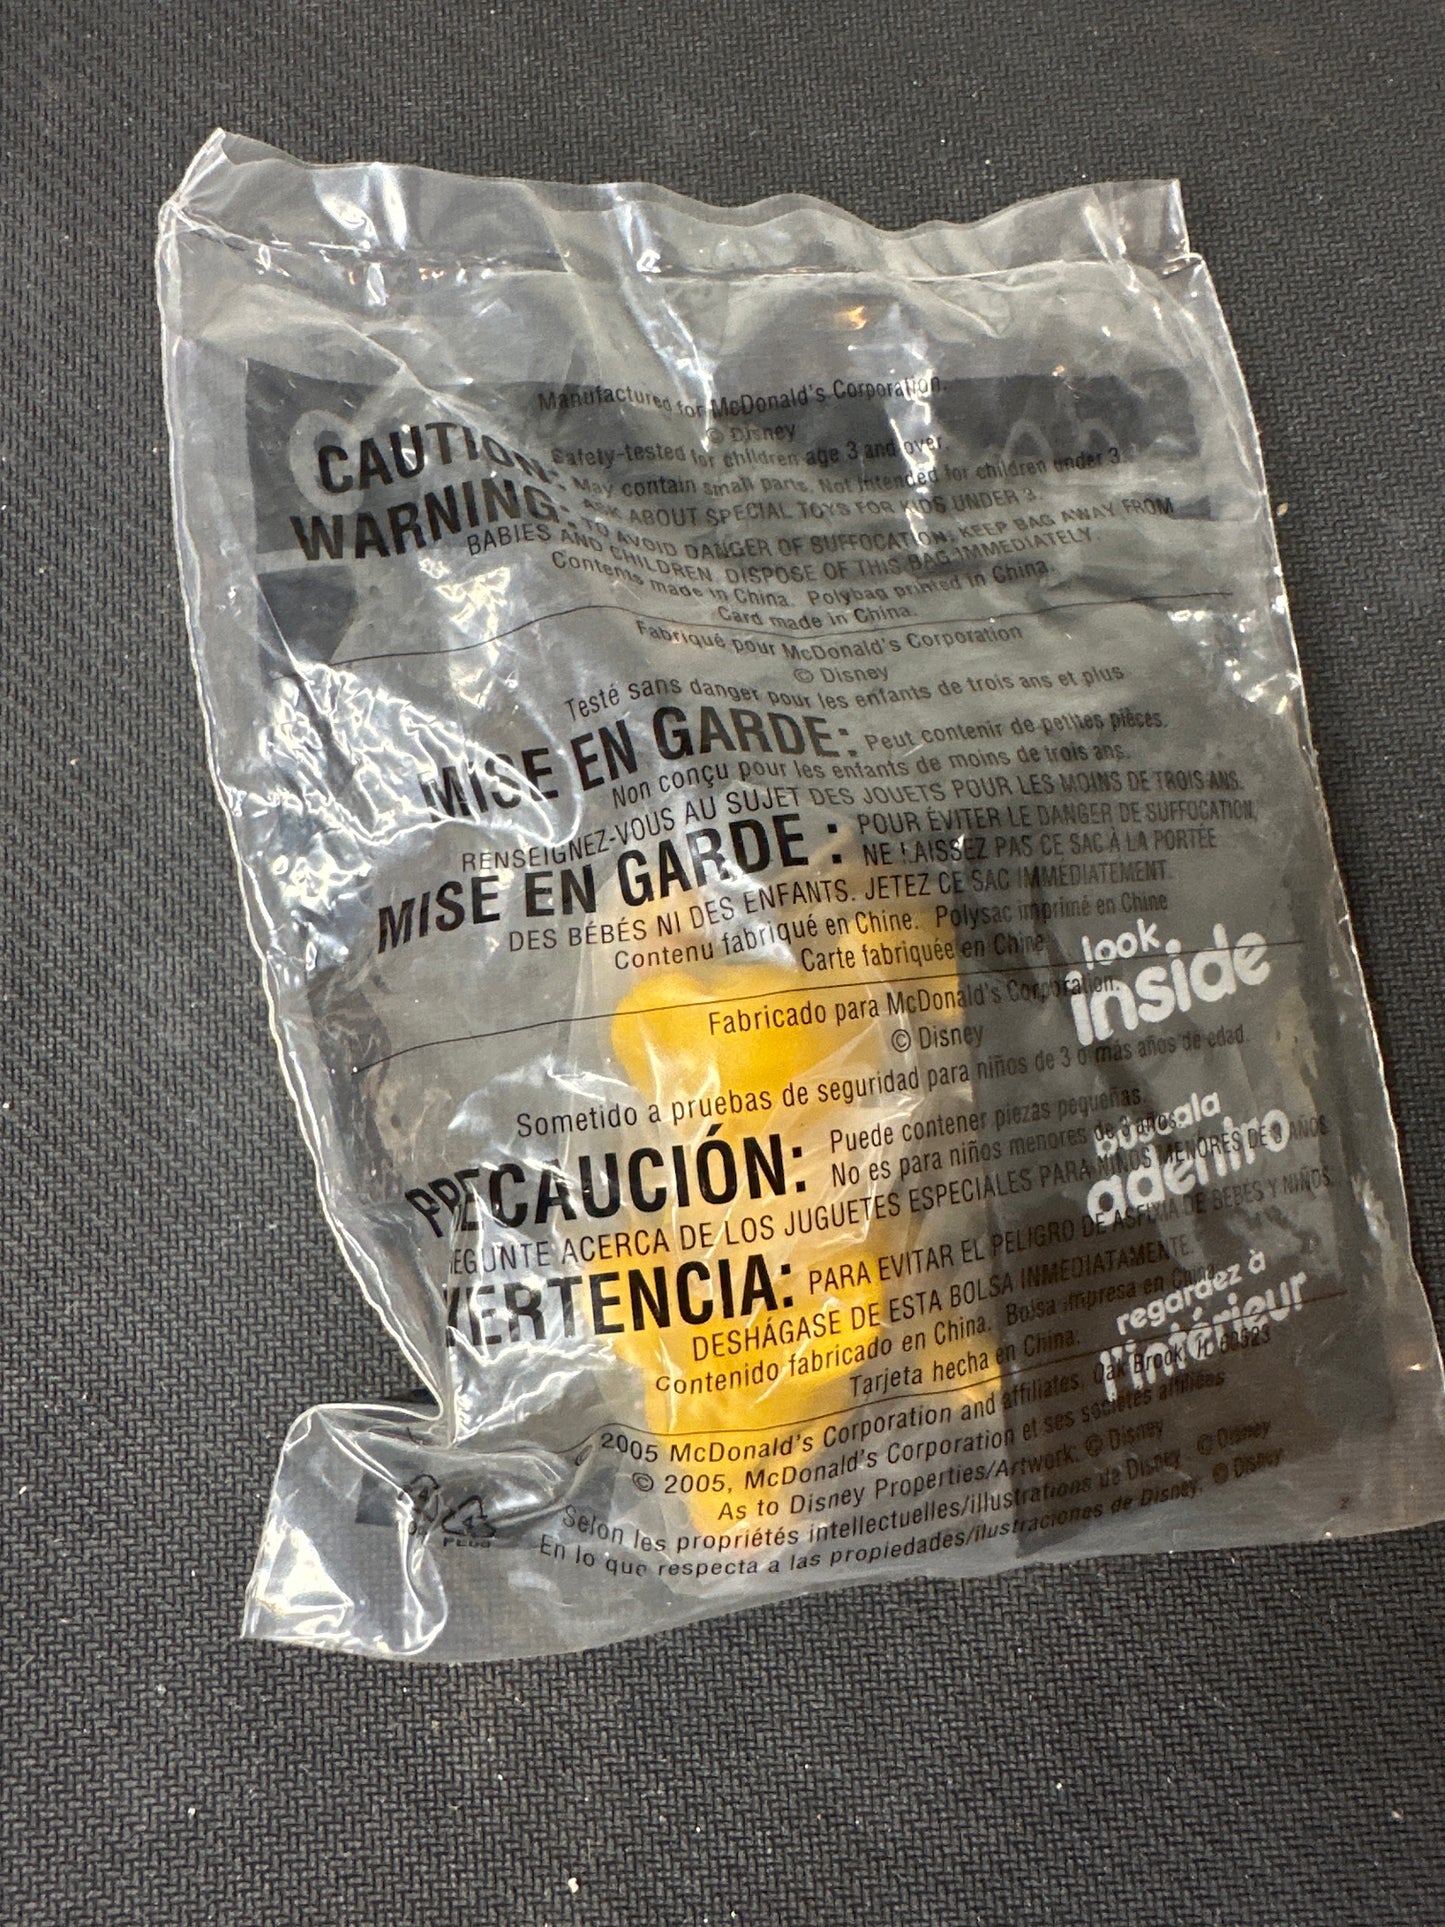 Manufactured for McDonald's Corporation.
© Disney
Safety-tested for children age 3 and over.
CAUTION: May contain small parts. Not intended for children under 3.
ASK ABOUT SPECIAL TOYS FOR KIDS UNDER 3.
WARNING: TO AVOID DANGER OF SUFFOCATION, KEEP BAG AWAY FROM
BABIES AND CHILDREN. DISPOSE OF THIS BAG IMMEDIATELY.
Contents made in China. Polybag printed in China.
Card made in China.
Fabriqué pour McDonald's Corporation
© Disney
Testé sans danger pour les enfants de trois ans et plus
MISE EN GARDE: Peut contenir de petites pièces.
Non conçu pour les enfants de moins de trois ans.
RENSEIGNEZ-VOUS AU SUJET DES JOUETS POUR LES MOINS DE TROIS ANS.
MISE EN GARDE : POUR ÉVITER LE DANGER DE SUFFOCATION,
NE LAISSEZ PAS CE SAC À LA PORTÉE
DES BÉBÉS NI DES ENFANTS. JETEZ CE SAC IMMÉDIATEMENT.
Contenu fabriqué en Chine. Polysac imprimé en Chine
Carte fabriquée en Chine
look
inside
Fabricado para McDonald's Corporation.
© Disney
Sometido a pruebas de seguridad para niños de 3 o más años de edad.
PRECAUCIÓN: Puede contener piezas pequeñas.
No es para niños menores de 3 años.
EGUNTE ACERCA DE LOS JUGUETES ESPECIALES PARA NIÑOS MENORES DE 3 AÑOS
búscala
adentro
VERTENCIA: PARA EVITAR EL PELIGRO DE ASFIXIA DE BEBÉS Y NIÑOS,
DESHÁGASE DE ESTA BOLSA INMEDIATAMENTE.
Contenido fabricado en China. Bolsa impresa en China.
Tarjeta hecha en China.
regardez à
l'intérieur
2005 McDonald's Corporation and affiliates, Oak Brook, IL 60523
© 2005, McDonald's Corporation et ses sociétés affiliées
As to Disney Properties/Artwork: © Disney
Selon les propriétés intellectuelles/illustrations de Disney © Disney
En lo que respecta a las propiedades/ilustraciones de Disney, © Disney